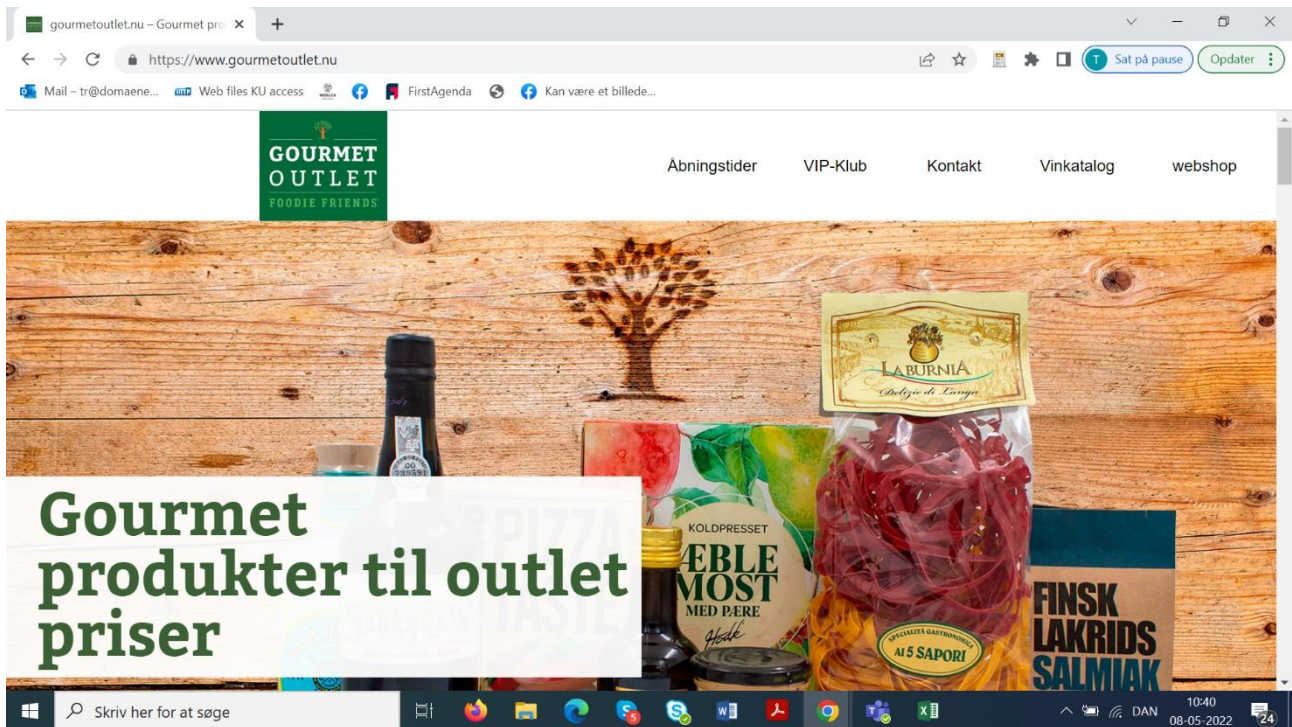 gourmetoutlet.nu – Gourmet pro
https://www.gourmetoutlet.nu
T
Sat på pause
Opdater
Mail – tr@domaene...
Web files KU access
FirstAgenda
Kan være et billede...
GOURMET
OUTLET
FOODIE FRIENDS
Åbningstider
VIP-Klub
Kontakt
Vinkatalog
webshop
LABURNIA
Delizie di Lunga
KOLDPRESSET
ÆBLE
MOST
MED PÆRE
PIZZA
TASTE
SPECIALITÀ GASTRONOMICA
AI 5 SAPORI
FINSK
LAKRIDS
SALMIAK
Gourmet
produkter til outlet
priser
Skriv her for at søge
DAN
10:40
08-05-2022
24